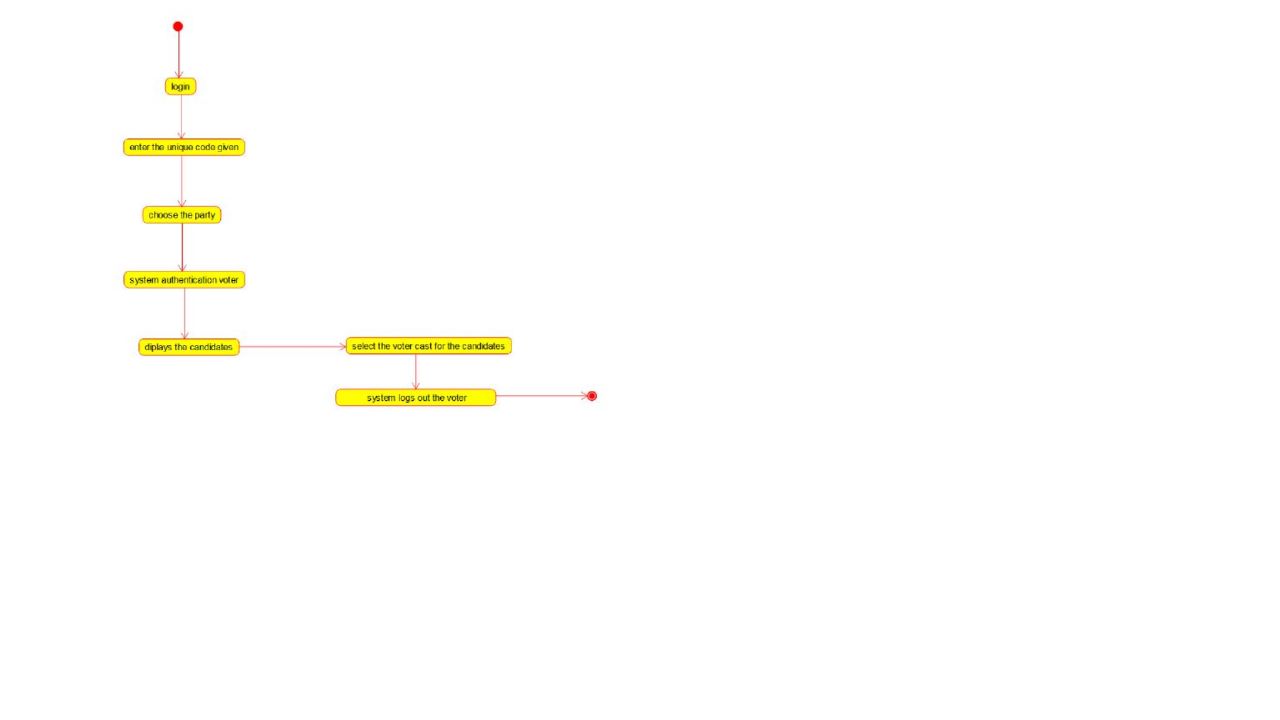 login
enter the unique code given
choose the party
system authentication voter
diplays the candidates
select the voter cast for the candidates
system logs out the voter